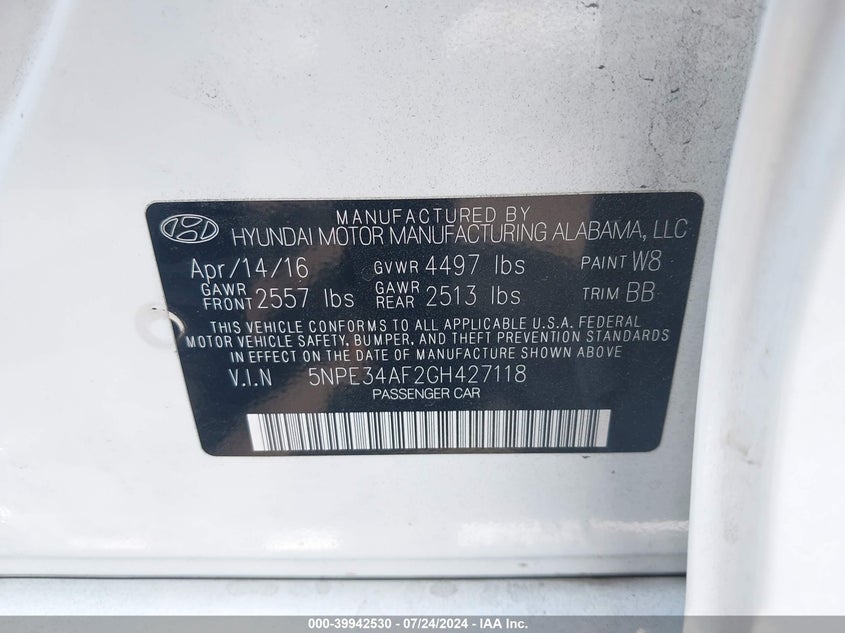 MANUFACTURED BY
HYUNDAI MOTOR MANUFACTURING ALABAMA, LLC
Apr/14/16 GVWR 4497 lbs PAINT W8
GAWR FRONT 2557 lbs GAWR REAR 2513 lbs TRIM BB
THIS VEHICLE CONFORMS TO ALL APPLICABLE U.S.A. FEDERAL
MOTOR VEHICLE SAFETY, BUMPER, AND THEFT PREVENTION STANDARDS
IN EFFECT ON THE DATE OF MANUFACTURE SHOWN ABOVE
V.I.N 5NPE34AF2GH427118
PASSENGER CAR
000-39942530 / 07/24/2024 - IAA Inc.